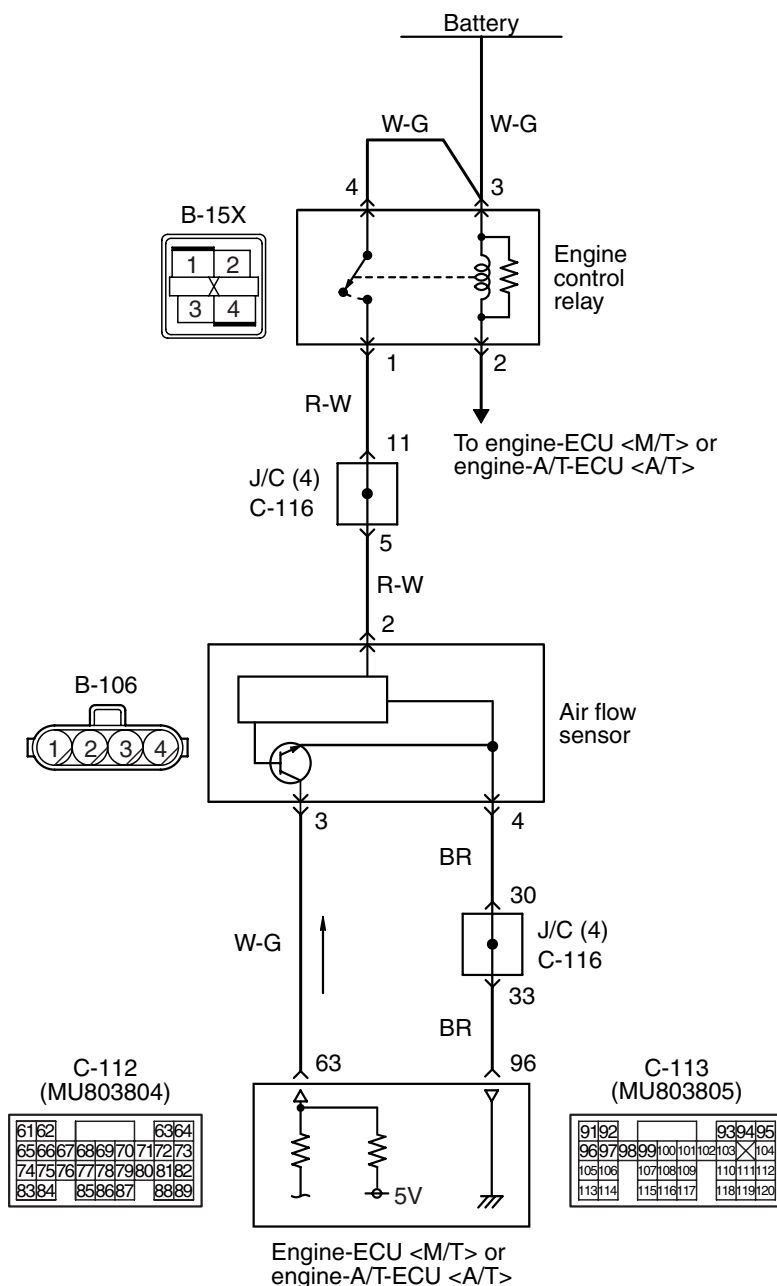 Battery
W-G W-G
4 3
B-15X
1 2
X
3 4
Engine
control
relay
1 2
R-W
To engine-ECU <M/T> or
engine-A/T-ECU <A/T>
11
J/C (4)
C-116
5
R-W
2
B-106
1 2 3 4
Air flow
sensor
3 4
BR
30
W-G
J/C (4)
C-116
33
BR
63 96
C-112
(MU803804)
61 62 63 64
65 66 67 68 69 70 71 72 73
74 75 76 77 78 79 80 81 82
83 84 85 86 87 88 89
5V
C-113
(MU803805)
91 92 93 94 95
96 97 98 99 100 101 102 103 104
105 106 107 108 109 110 111 112
113 114 115 116 117 118 119 120
Engine-ECU <M/T> or
engine-A/T-ECU <A/T>